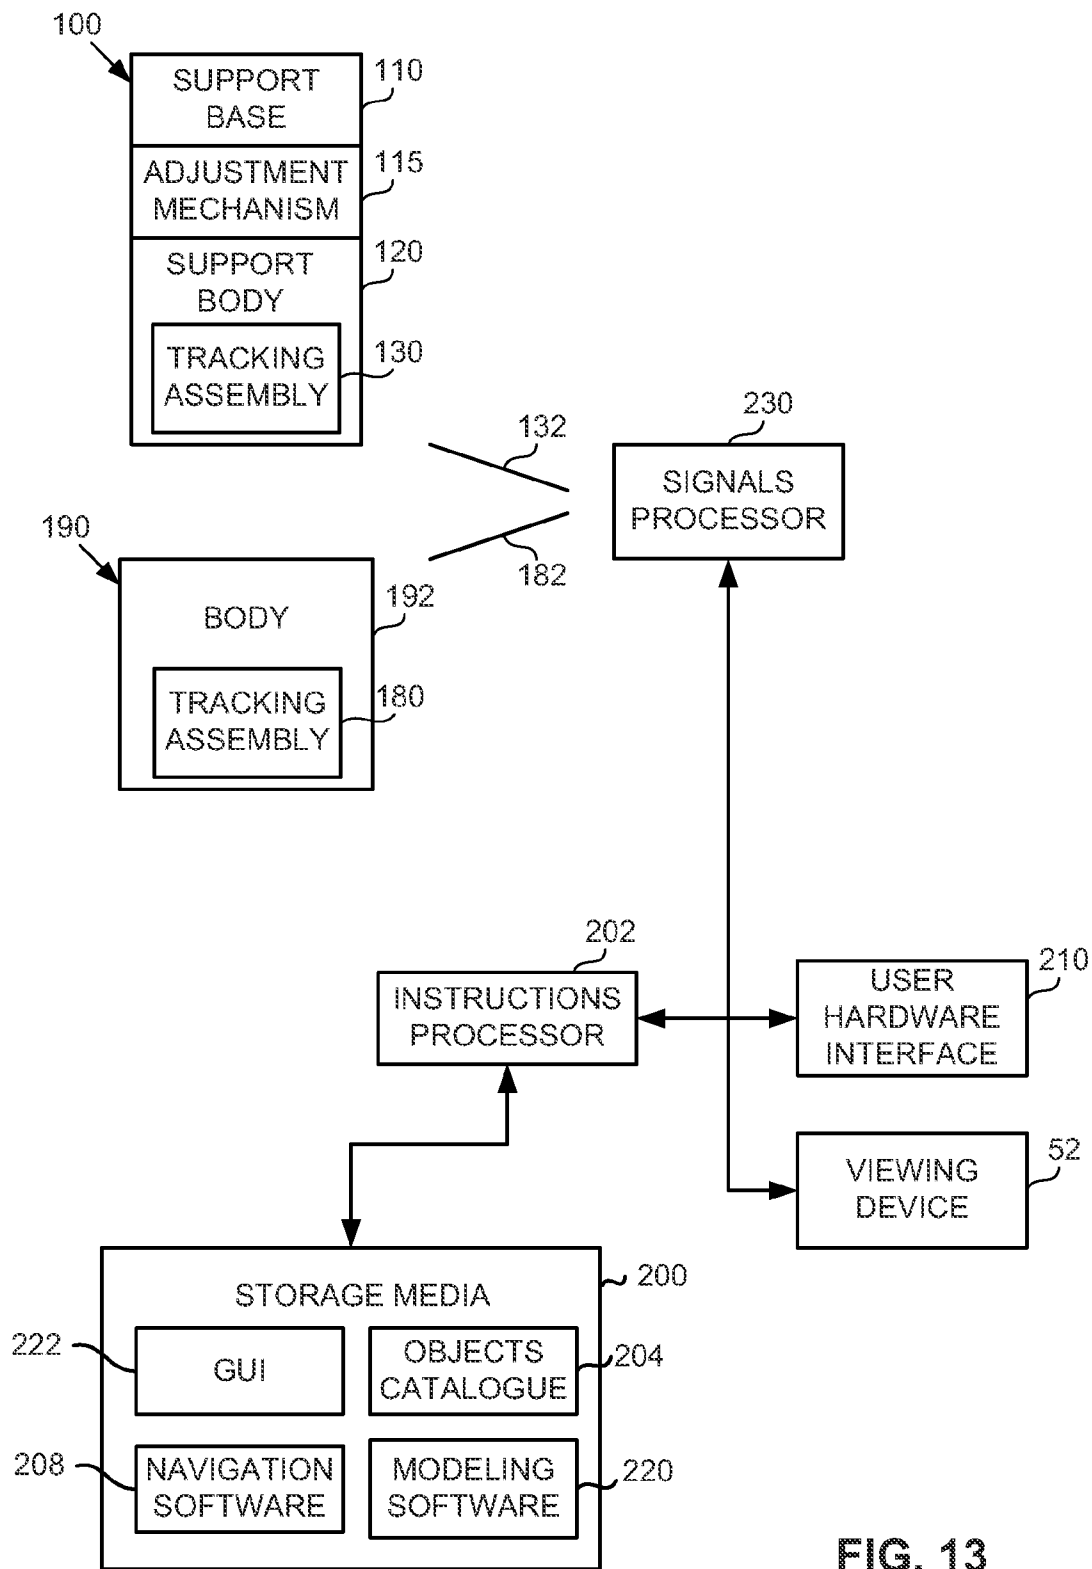 100
SUPPORT
BASE
110
ADJUSTMENT
MECHANISM
115
SUPPORT
BODY
120
TRACKING
ASSEMBLY
130
132
230
SIGNALS
PROCESSOR
182
190
BODY
192
TRACKING
ASSEMBLY
180
202
INSTRUCTIONS
PROCESSOR
USER
HARDWARE
INTERFACE
210
VIEWING
DEVICE
52
STORAGE MEDIA
200
222
GUI
OBJECTS
CATALOGUE
204
208
NAVIGATION
SOFTWARE
MODELING
SOFTWARE
220
FIG. 13